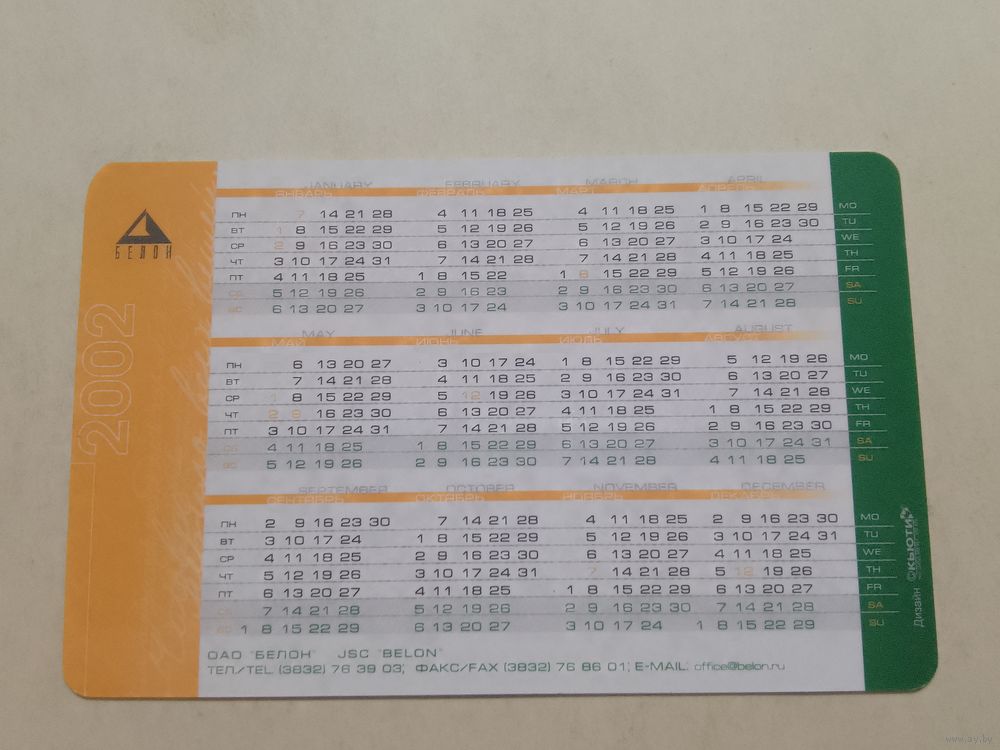 БЕЛОН
2002
JANUARY FEBRUARY MARCH APRIL
ЯНВАРЬ ФЕВРАЛЬ МАРТ АПРЕЛЬ
ПН 7 14 21 28 4 11 18 25 4 11 18 25 1 8 15 22 29 MO
ВТ 1 8 15 22 29 5 12 19 26 5 12 19 26 2 9 16 23 30 TU
СР 2 9 16 23 30 6 13 20 27 6 13 20 27 3 10 17 24 WE
ЧТ 3 10 17 24 31 7 14 21 28 7 14 21 28 4 11 18 25 TH
ПТ 4 11 18 25 1 8 15 22 1 8 15 22 29 5 12 19 26 FR
СБ 5 12 19 26 2 9 16 23 2 9 16 23 30 6 13 20 27 SA
ВС 6 13 20 27 3 10 17 24 3 10 17 24 31 7 14 21 28 SU
MAY JUNE JULY AUGUST
МАЙ ИЮНЬ ИЮЛЬ АВГУСТ
ПН 6 13 20 27 3 10 17 24 1 8 15 22 29 5 12 19 26 MO
ВТ 7 14 21 28 4 11 18 25 2 9 16 23 30 6 13 20 27 TU
СР 1 8 15 22 29 5 12 19 26 3 10 17 24 31 7 14 21 28 WE
ЧТ 2 9 16 23 30 6 13 20 27 4 11 18 25 1 8 15 22 29 TH
ПТ 3 10 17 24 31 7 14 21 28 5 12 19 26 2 9 16 23 30 FR
СБ 4 11 18 25 1 8 15 22 29 6 13 20 27 3 10 17 24 31 SA
ВС 5 12 19 26 2 9 16 23 30 7 14 21 28 4 11 18 25 SU
SEPTEMBER OCTOBER NOVEMBER DECEMBER
СЕНТЯБРЬ ОКТЯБРЬ НОЯБРЬ ДЕКАБРЬ
ПН 2 9 16 23 30 7 14 21 28 4 11 18 25 2 9 16 23 30 MO
ВТ 3 10 17 24 1 8 15 22 29 5 12 19 26 3 10 17 24 31 TU
СР 4 11 18 25 2 9 16 23 30 6 13 20 27 4 11 18 25 WE
ЧТ 5 12 19 26 3 10 17 24 31 7 14 21 28 5 12 19 26 TH
ПТ 6 13 20 27 4 11 18 25 1 8 15 22 29 6 13 20 27 FR
СБ 7 14 21 28 5 12 19 26 2 9 16 23 30 7 14 21 28 SA
ВС 1 8 15 22 29 6 13 20 27 3 10 17 24 1 8 15 22 29 SU
ОАО "БЕЛОН" JSC "BELON"
ТЕЛ/TEL. (3832) 76 39 03, ФАКС/FAX (3832) 76 86 01, E-MAIL: office@belon.ru
Дизайн ©КЬЮТИ
www.ay.by